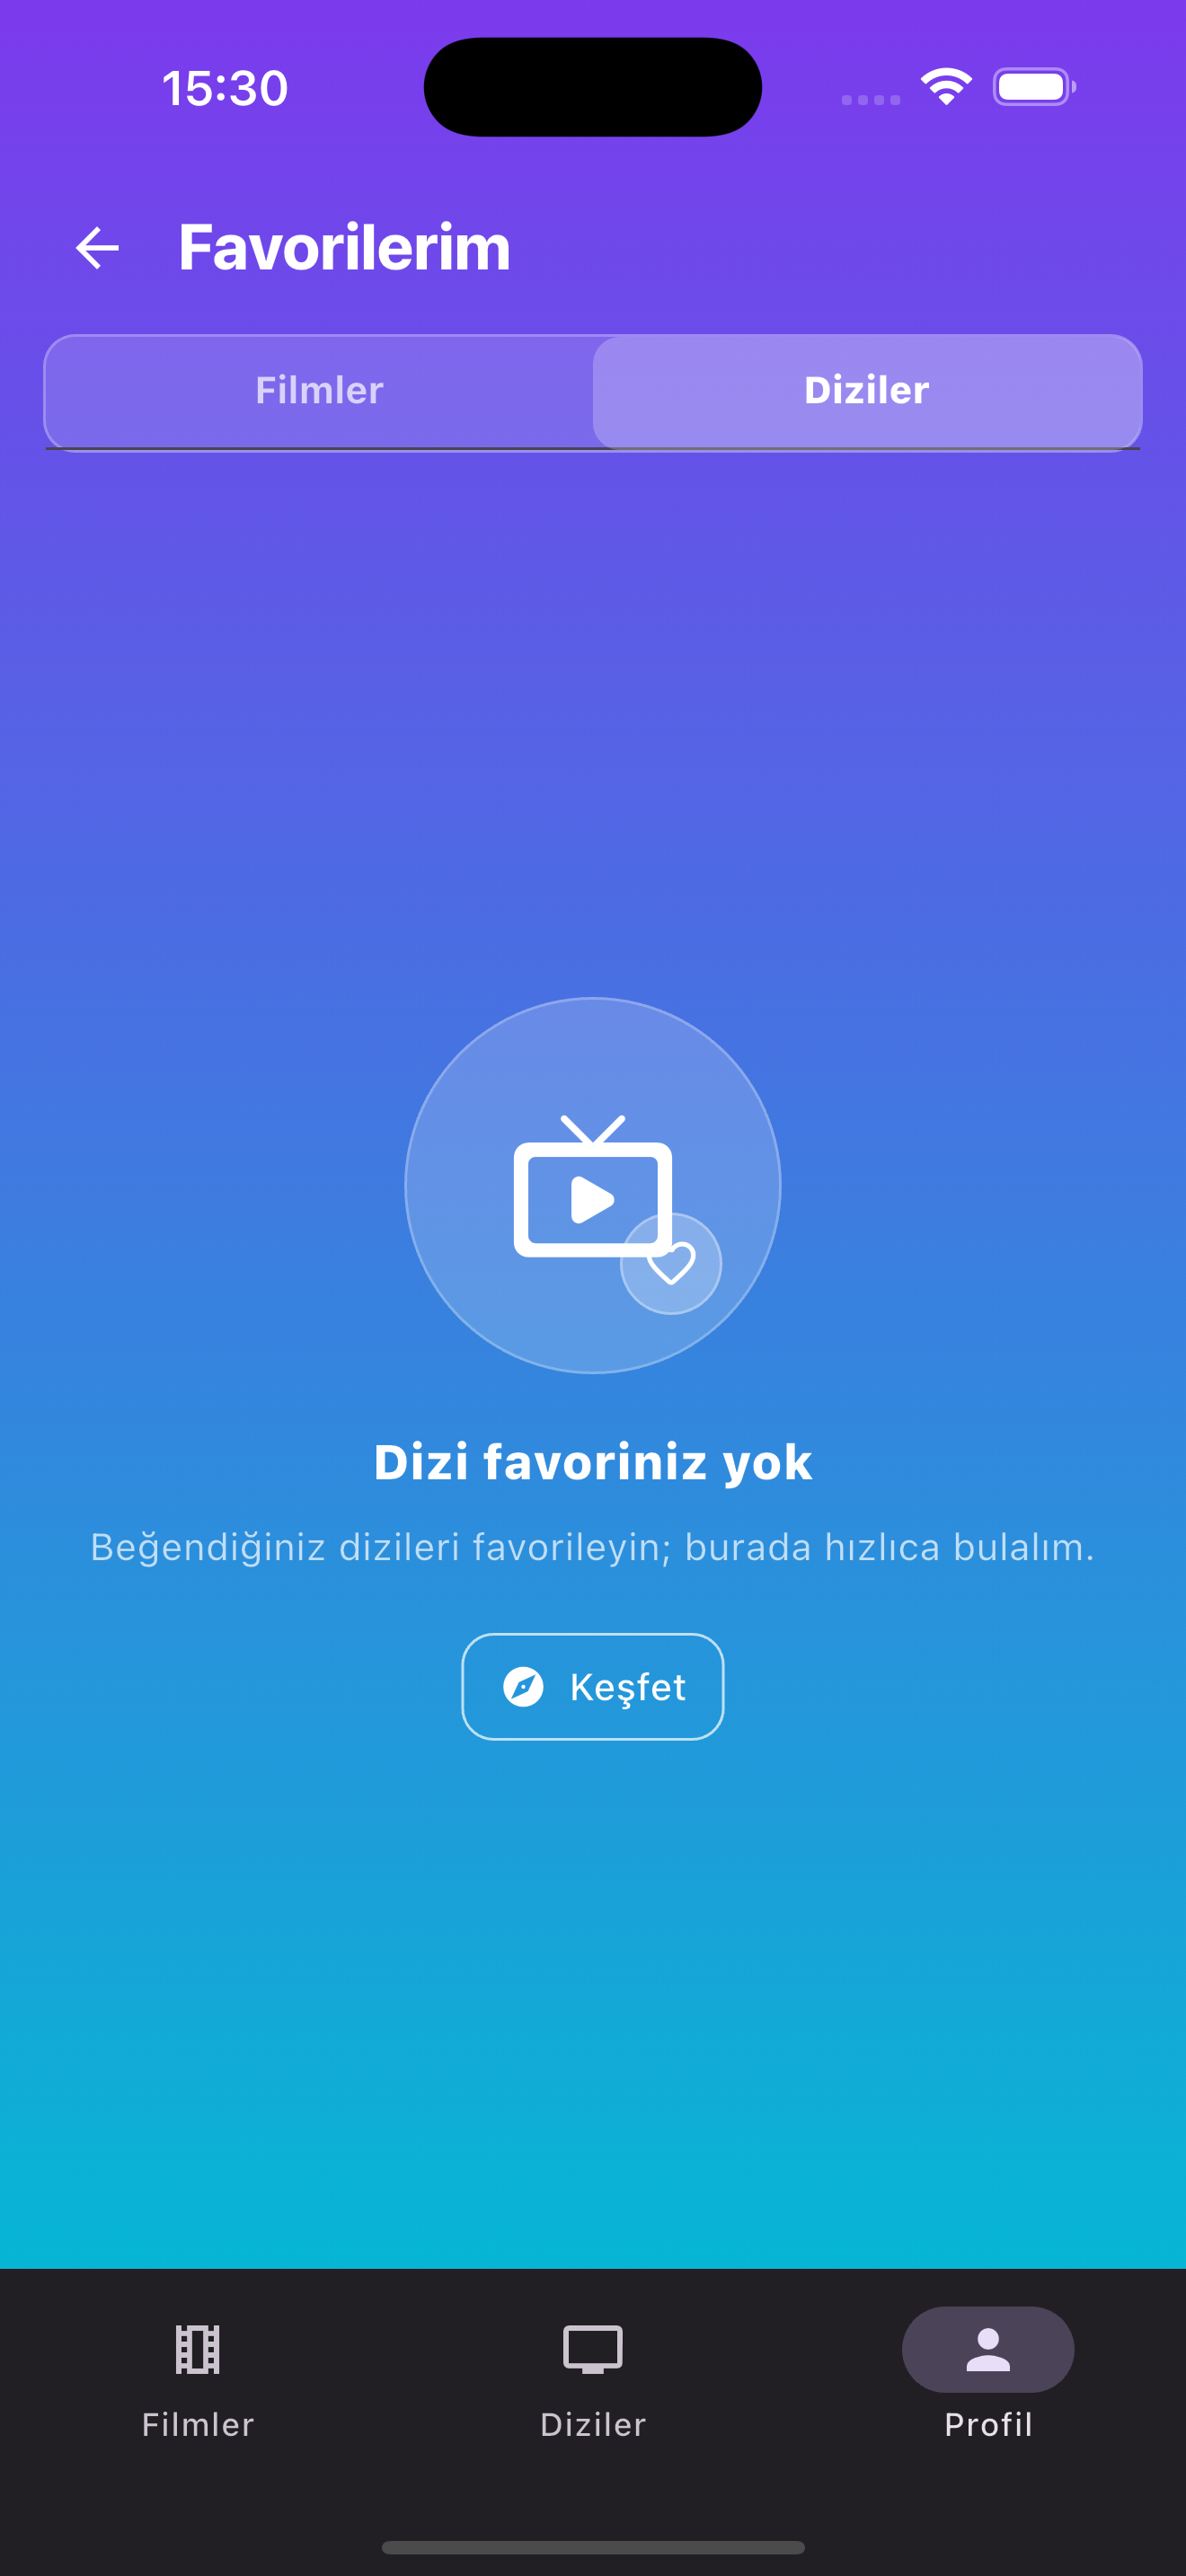 15:30
Favorilerim
Filmler
Diziler
Dizi favoriniz yok
Beğendiğiniz dizileri favorileyin; burada hızlıca bulalım.
Keşfet
Filmler
Diziler
Profil